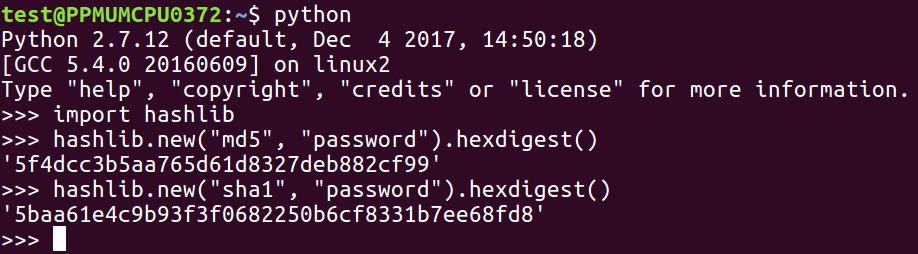 test@PPMUMCPU0372:~$ python
Python 2.7.12 (default, Dec  4 2017, 14:50:18)
[GCC 5.4.0 20160609] on linux2
Type "help", "copyright", "credits" or "license" for more information.
>>> import hashlib
>>> hashlib.new("md5", "password").hexdigest()
'5f4dcc3b5aa765d61d8327deb882cf99'
>>> hashlib.new("sha1", "password").hexdigest()
'5baa61e4c9b93f3f0682250b6cf8331b7ee68fd8'
>>>